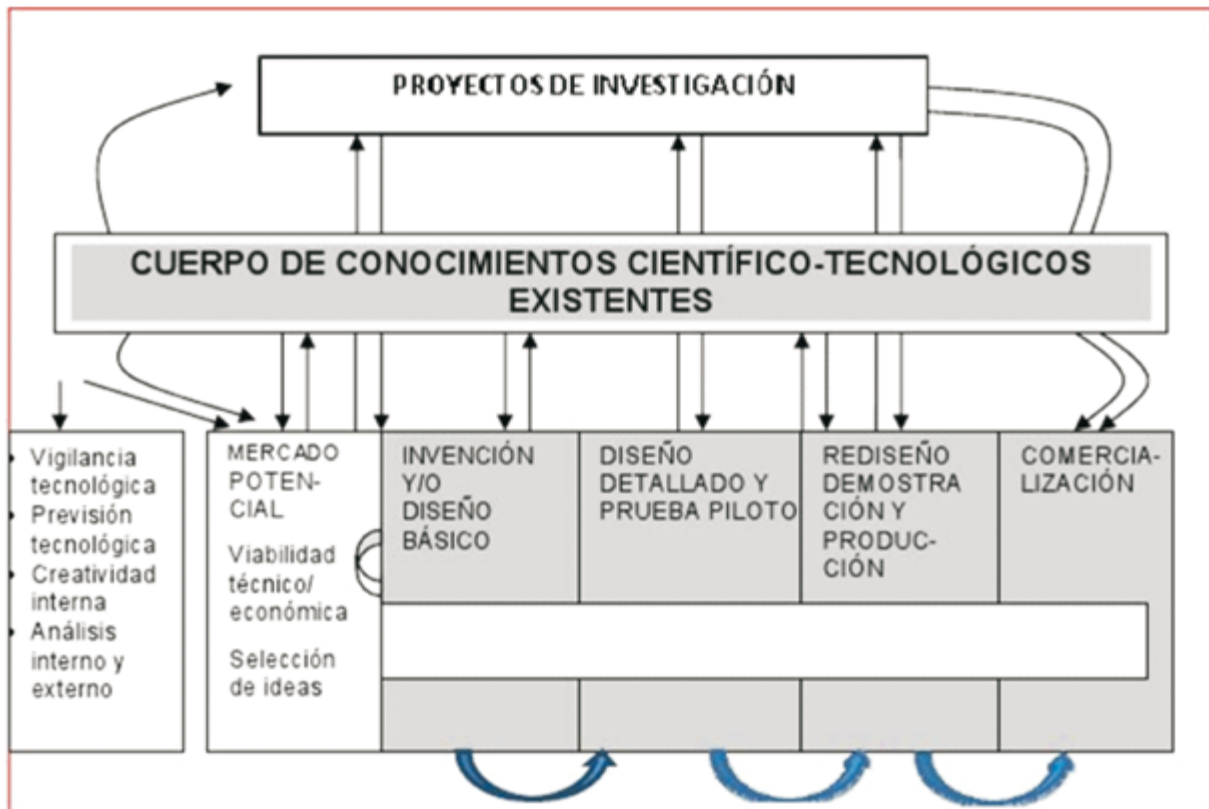 PROYECTOS DE INVESTIGACIÓN
CUERPO DE CONOCIMIENTOS CIENTÍFICO-TECNOLÓGICOS
EXISTENTES
• Vigilancia
tecnológica
• Previsión
tecnológica
• Creatividad
interna
• Análisis
interno y
externo
MERCADO
POTEN-
CIAL
Viabilidad
técnico/
económica
Selección
de ideas
INVENCIÓN
Y/O
DISEÑO
BÁSICO
DISEÑO
DETALLADO Y
PRUEBA PILOTO
REDISEÑO
DEMOSTRA
CIÓN Y
PRODUC-
CIÓN
COMERCIA-
LIZACIÓN